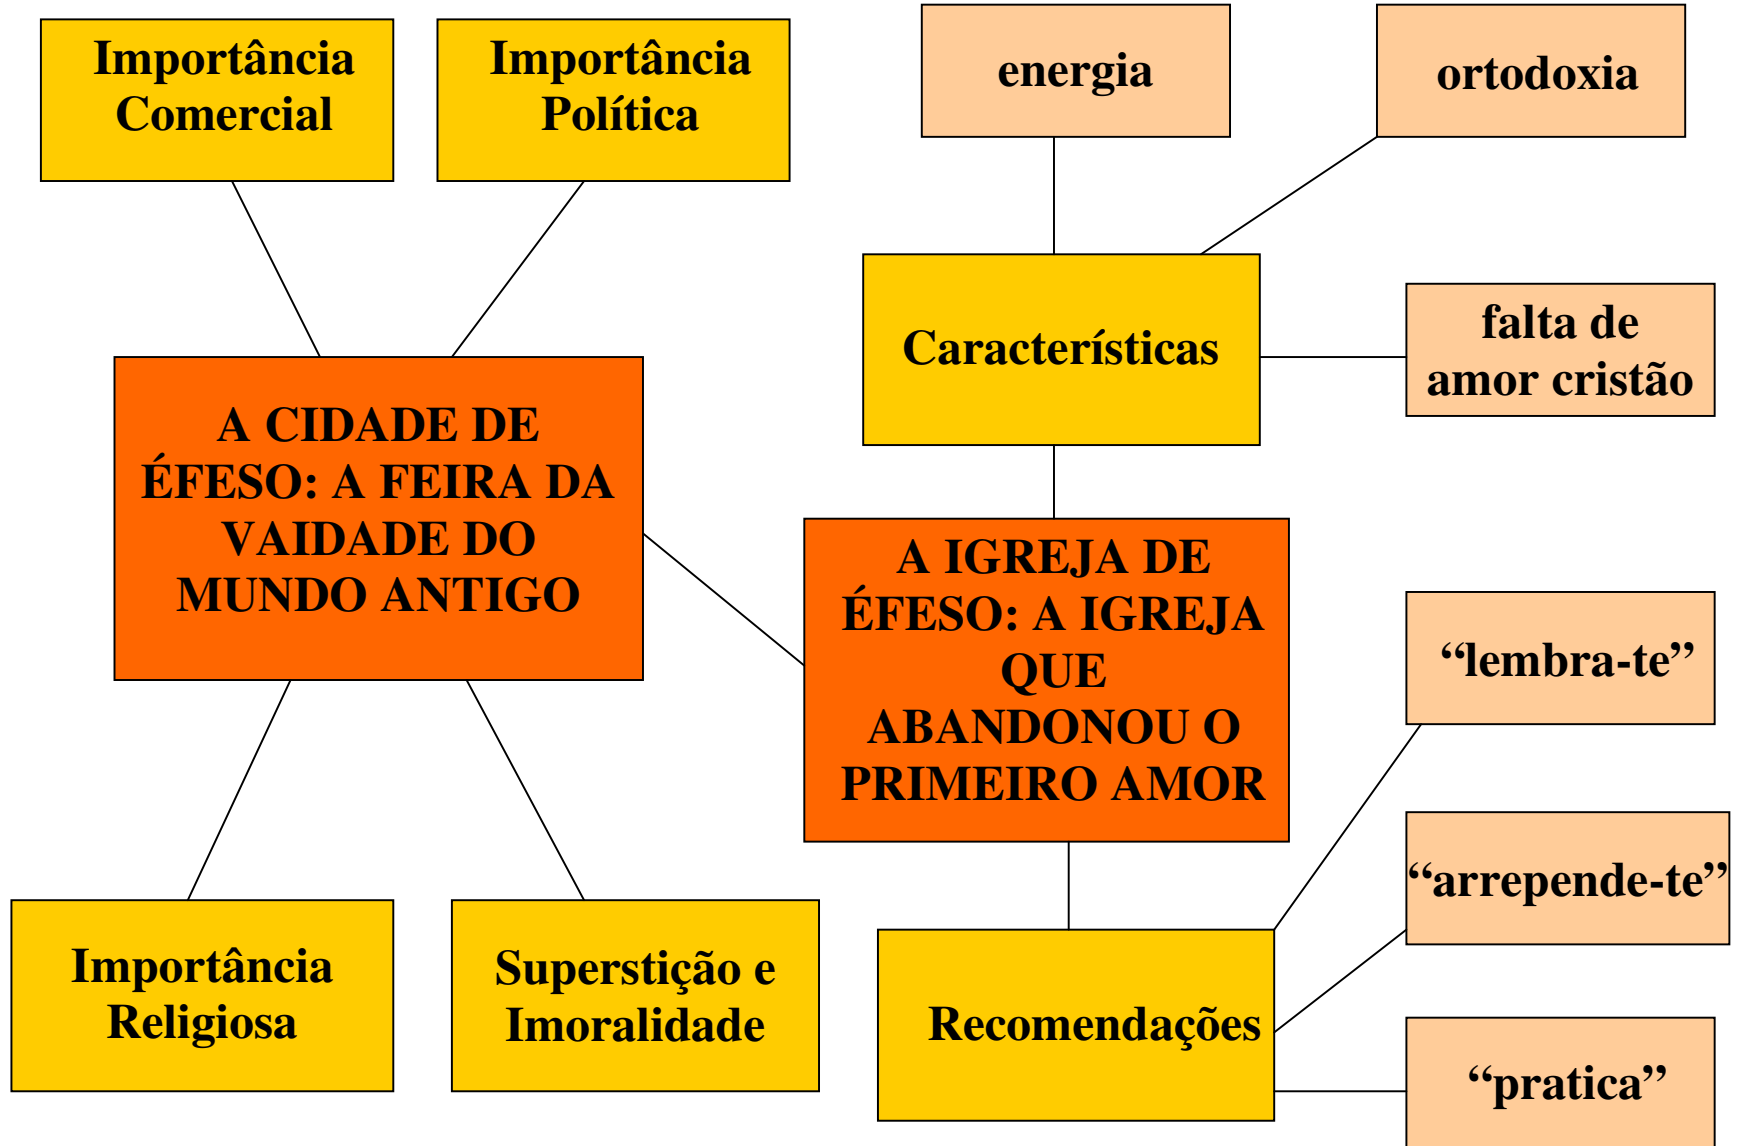 Importância
Comercial
Importância
Política
energia
ortodoxia
Características
falta de
amor cristão
A CIDADE DE
ÉFESO: A FEIRA DA
VAIDADE DO
MUNDO ANTIGO
A IGREJA DE
ÉFESO: A IGREJA
QUE
ABANDONOU O
PRIMEIRO AMOR
“lembra-te”
“arrepende-te”
Importância
Religiosa
Superstição e
Imoralidade
Recomendações
“pratica”